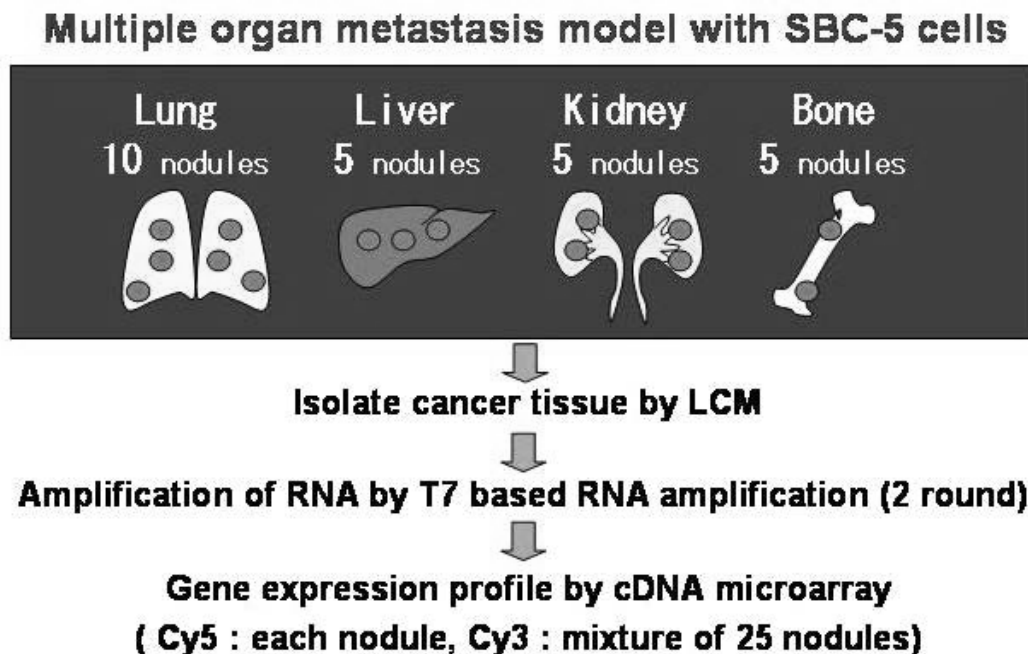 Multiple organ metastasis model with SBC-5 cells
Lung Liver Kidney Bone
10 nodules 5 nodules 5 nodules 5 nodules
Isolate cancer tissue by LCM
Amplification of RNA by T7 based RNA amplification (2 round)
Gene expression profile by cDNA microarray
( Cy5 : each nodule, Cy3 : mixture of 25 nodules)